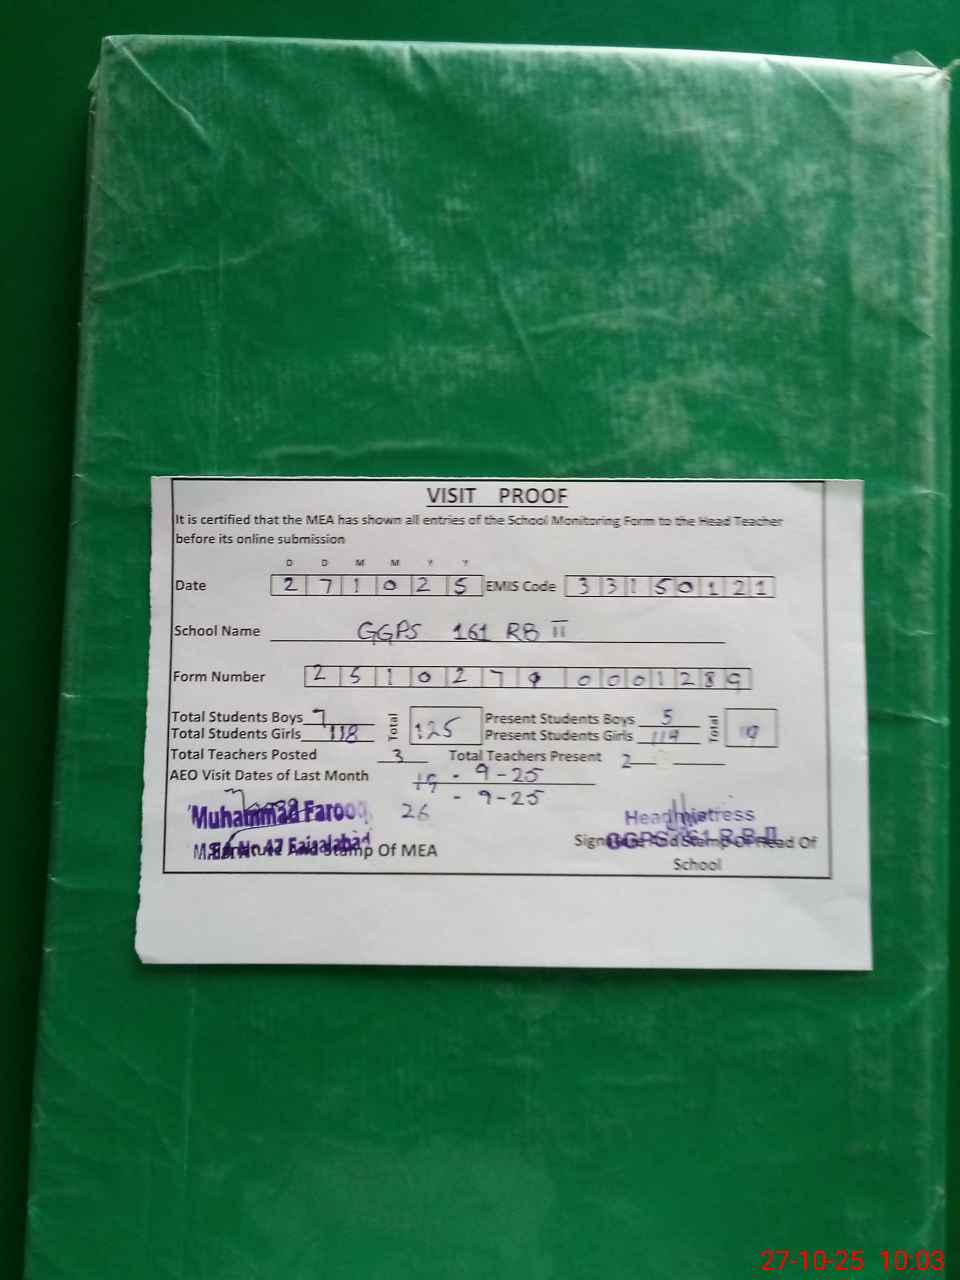 VISIT PROOF
It is certified that the MEA has shown all entries of the School Monitoring Form to the Head Teacher
before its online submission
D D M M Y Y
Date 2 7 1 0 2 5 EMIS Code 3 3 1 5 0 1 2 1
School Name GGPS 161 RB II
Form Number 2 5 1 0 2 7 0 0 0 0 1 2 8 9
Total Students Boys 7 Total 125 Present Students Boys 5 Total
Total Students Girls 118 Present Students Girls 114
Total Teachers Posted 3 Total Teachers Present 2
AEO Visit Dates of Last Month 19 - 9-25
26 - 9-25
Muhammad Farooq Headmistress
M.E.A No. 47 Faisalabad Stamp Of MEA GGPS 161 R.B II Head Of
School
27-10-25 10:03